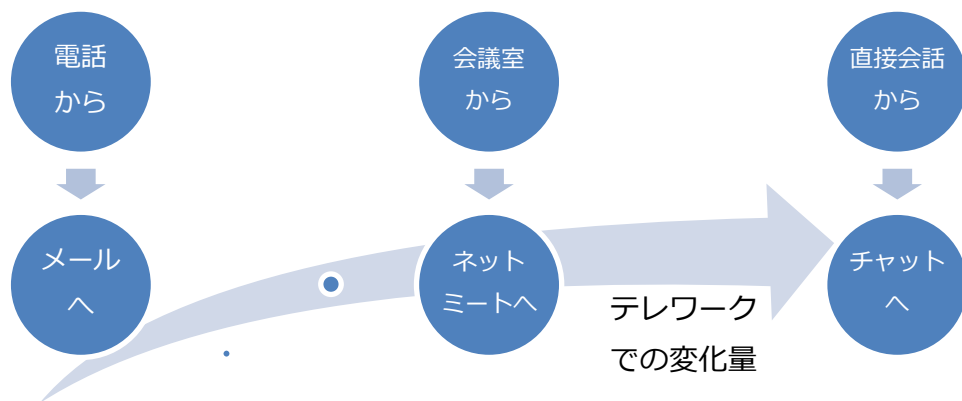 電話
から
会議室
から
直接会話
から
メール
へ
ネット
ミートへ
チャット
へ
テレワーク
での変化量